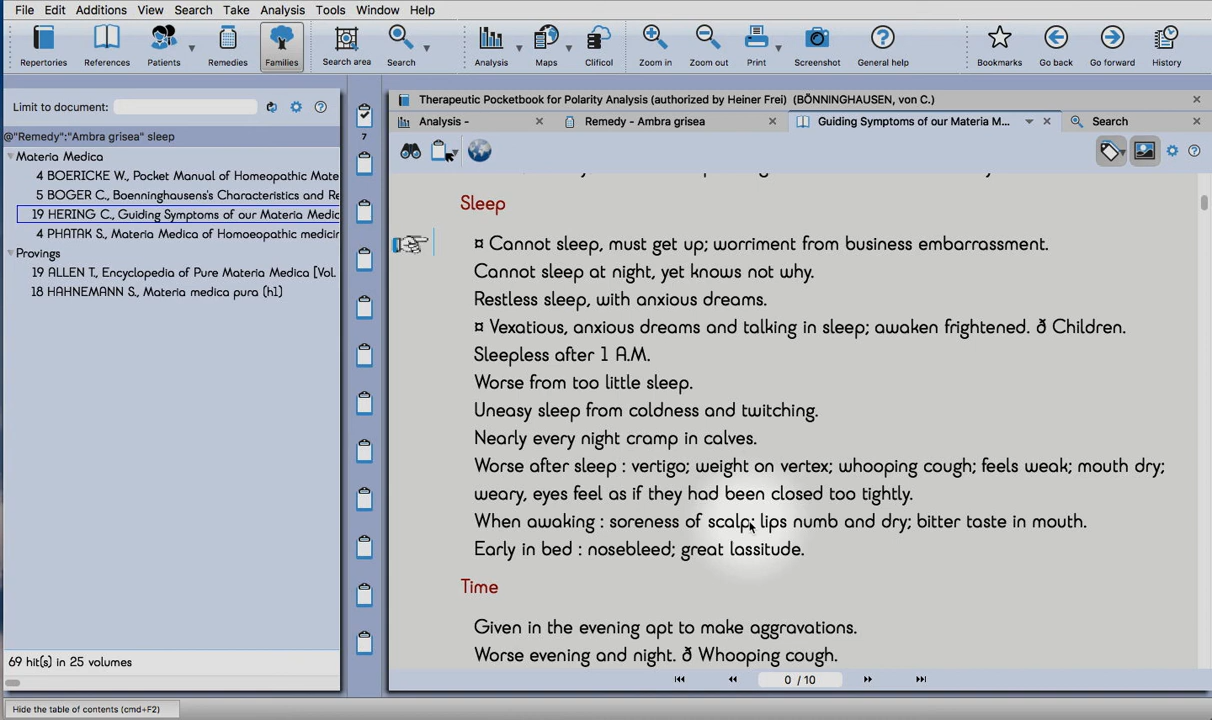 File Edit Additions View Search Take Analysis Tools Window Help
Repertories References Patients Remedies Families Search area Search Analysis Maps Clificol Zoom in Zoom out Print Screenshot General help Bookmarks Go back Go forward History
Limit to document:
@"Remedy":"Ambra grisea" sleep
Materia Medica
4 BOERICKE W., Pocket Manual of Homeopathic Mate
5 BOGER C., Boenninghausens's Characteristics and Re
19 HERING C., Guiding Symptoms of our Materia Medic
4 PHATAK S., Materia Medica of Homoeopathic medicin
Provings
19 ALLEN T., Encyclopedia of Pure Materia Medica [Vol.
18 HAHNEMANN S., Materia medica pura (h1)
69 hit(s) in 25 volumes
Hide the table of contents (cmd+F2)
7
Therapeutic Pocketbook for Polarity Analysis (authorized by Heiner Frei) (BÖNNINGHAUSEN, von C.)
Analysis - Remedy - Ambra grisea Guiding Symptoms of our Materia M... Search
Sleep
¤ Cannot sleep, must get up; worriment from business embarrassment.
Cannot sleep at night, yet knows not why.
Restless sleep, with anxious dreams.
¤ Vexatious, anxious dreams and talking in sleep; awaken frightened. ð Children.
Sleepless after 1 A.M.
Worse from too little sleep.
Uneasy sleep from coldness and twitching.
Nearly every night cramp in calves.
Worse after sleep : vertigo; weight on vertex; whooping cough; feels weak; mouth dry;
weary, eyes feel as if they had been closed too tightly.
When awaking : soreness of scalp; lips numb and dry; bitter taste in mouth.
Early in bed : nosebleed; great lassitude.
Time
Given in the evening apt to make aggravations.
Worse evening and night. ð Whooping cough.
0 / 10